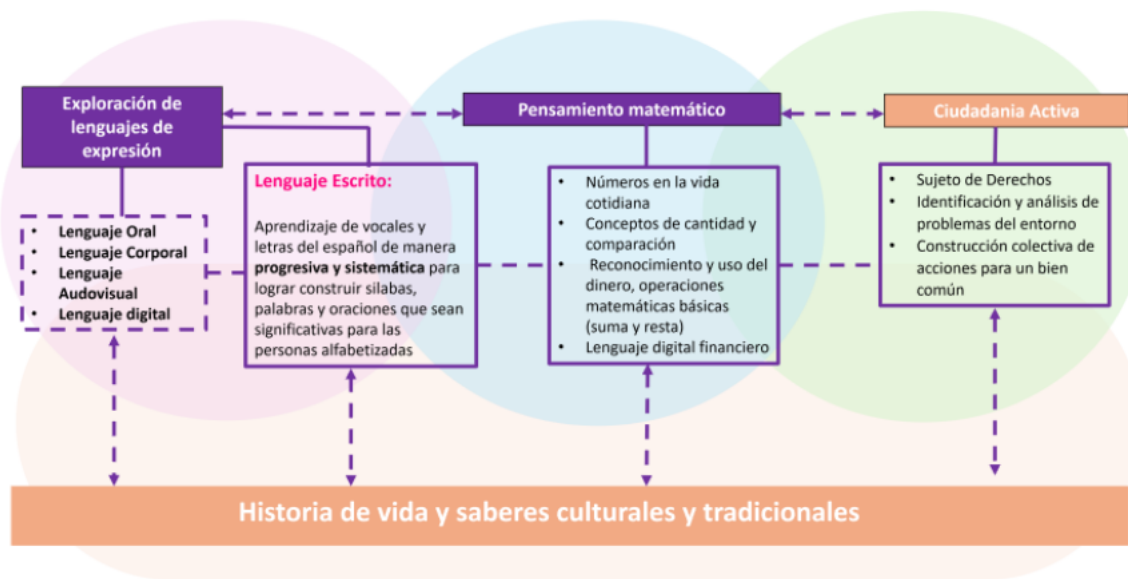 Exploración de
lenguajes de
expresión
Pensamiento matemático
Ciudadania Activa
• Lenguaje Oral
• Lenguaje Corporal
• Lenguaje
Audovisual
• Lenguaje digital
Lenguaje Escrito:
Aprendizaje de vocales y
letras del español de manera
progresiva y sistemática para
lograr construir silabas,
palabras y oraciones que sean
significativas para las
personas alfabetizadas
• Números en la vida
cotidiana
• Conceptos de cantidad y
comparación
• Reconocimiento y uso del
dinero, operaciones
matemáticas básicas
(suma y resta)
• Lenguaje digital financiero
• Sujeto de Derechos
• Identificación y análisis de
problemas del entorno
• Construcción colectiva de
acciones para un bien
común
Historia de vida y saberes culturales y tradicionales